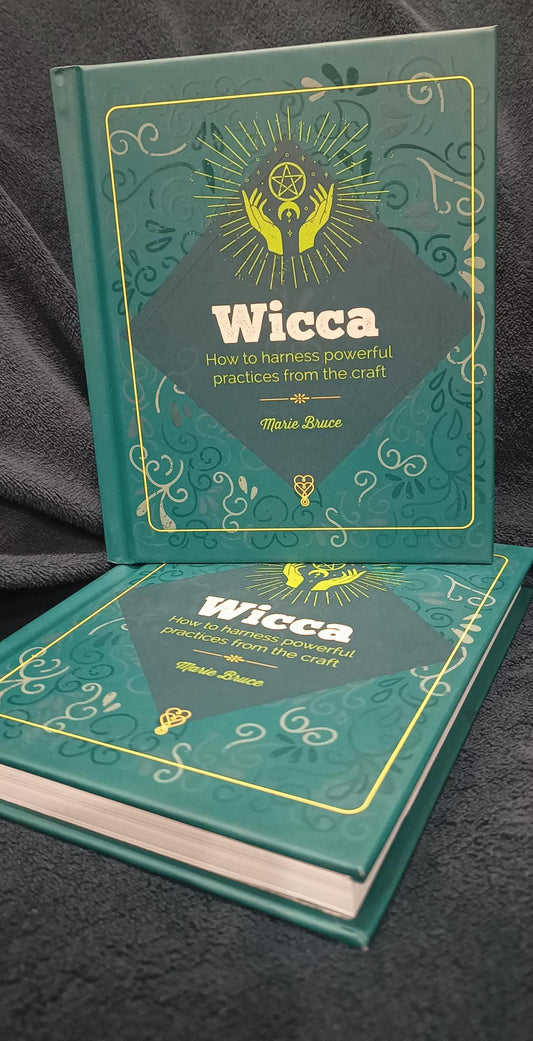 Wicca
How to harness powerful
practices from the craft
Marie Bruce
Wicca
How to harness powerful
practices from the craft
Marie Bruce